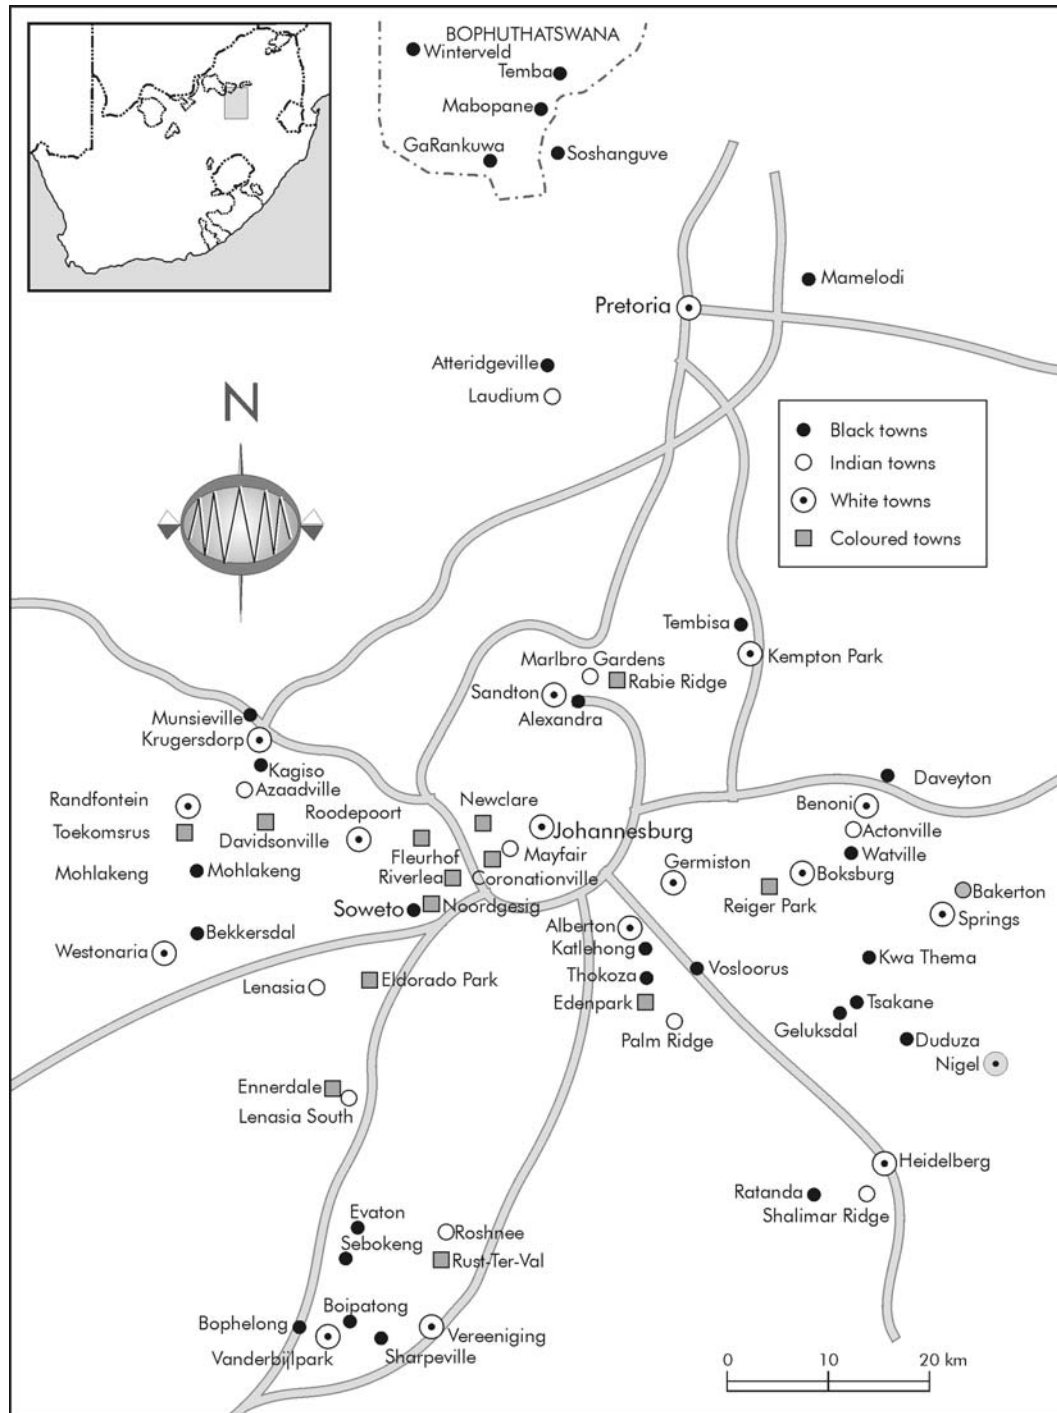 BOPHUTHATSWANA
Winterveld
Temba
Mabopane
GaRankuwa
Soshanguve
Mamelodi
Pretoria
Atteridgeville
Laudium
N
Black towns
Indian towns
White towns
Coloured towns
Tembisa
Kempton Park
Marlbro Gardens
Rabie Ridge
Sandton
Alexandra
Munsieville
Krugersdorp
Kagiso
Azaadville
Randfontein
Toekomsrus
Davidsonville
Roodepoort
Newclare
Johannesburg
Fleurhof
Mayfair
Riverlea
Coronationville
Mohlakeng
Mohlakeng
Soweto
Noordgesig
Daveyton
Benoni
Actonville
Watville
Germiston
Boksburg
Reiger Park
Bakerton
Springs
Alberton
Katlehong
Thokoza
Vosloorus
Edenpark
Palm Ridge
Kwa Thema
Tsakane
Geluksdal
Duduza
Nigel
Bekkersdal
Westonaria
Lenasia
Eldorado Park
Ennerdale
Lenasia South
Heidelberg
Ratanda
Shalimar Ridge
Evaton
Sebokeng
Roshnee
Rust-Ter-Val
Boipatong
Bophelong
Vanderbijlpark
Sharpeville
Vereeniging
0 10 20 km